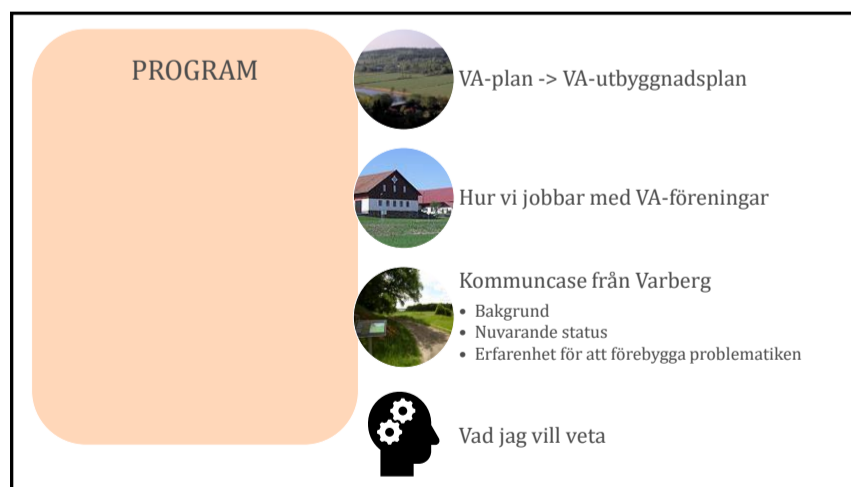 PROGRAM
VA-plan -> VA-utbyggnadsplan
Hur vi jobbar med VA-föreningar
Kommuncase från Varberg
• Bakgrund
• Nuvarande status
• Erfarenhet för att förebygga problematiken
Vad jag vill veta